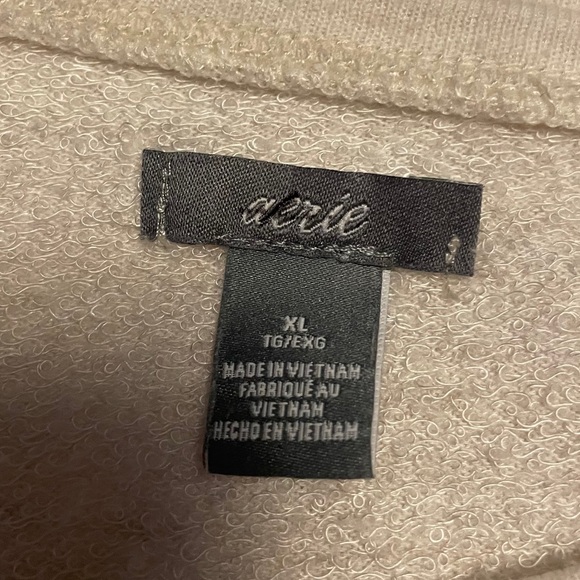 aerie
XL
TG/EXG
MADE IN VIETNAM
FABRIQUÉ AU
VIETNAM
HECHO EN VIETNAM